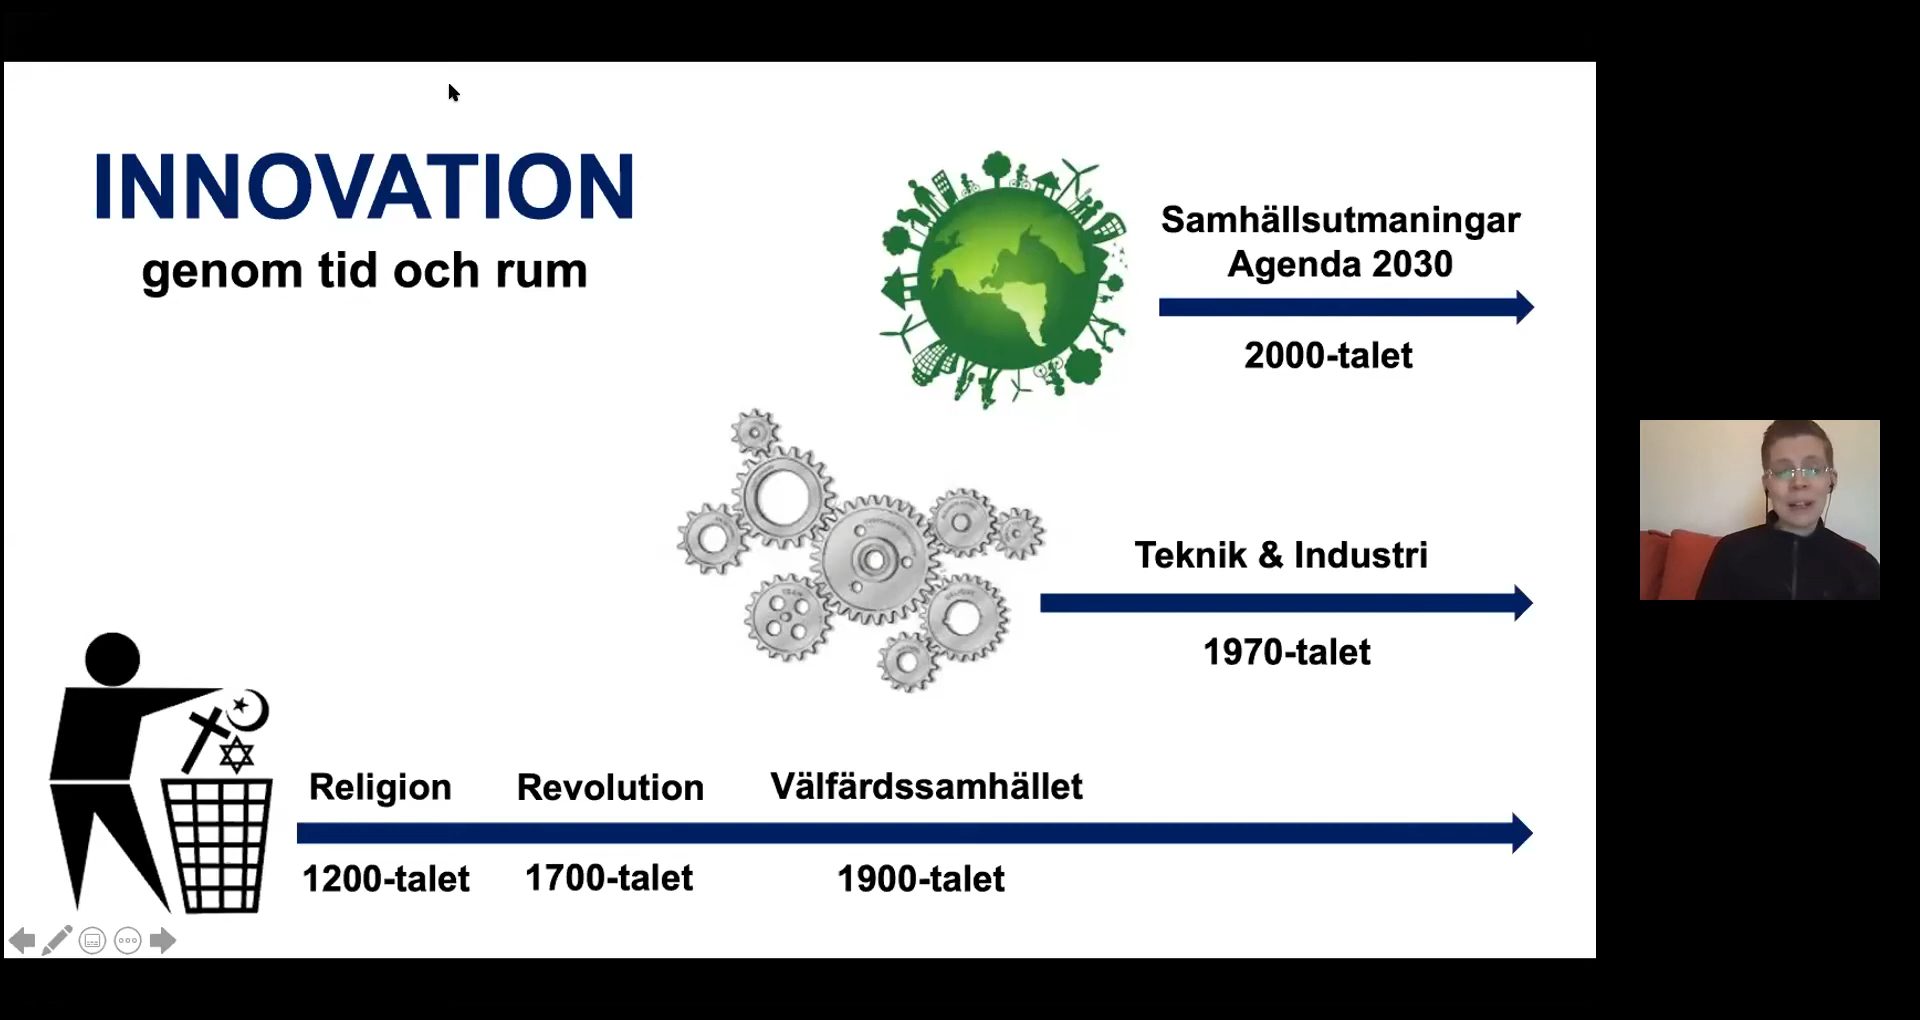 INNOVATION
genom tid och rum
Samhällsutmaningar
Agenda 2030
2000-talet
Teknik & Industri
1970-talet
Religion
Revolution
Välfärdssamhället
1200-talet
1700-talet
1900-talet